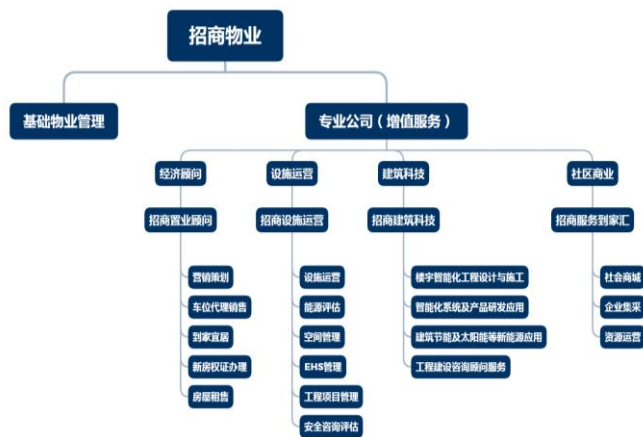 招商物业
基础物业管理
专业公司（增值服务）
经济顾问
设施运营
建筑科技
社区商业
招商置业顾问
招商设施运营
招商建筑科技
招商服务到家汇
营销策划
车位代理销售
到家宜居
新房权证办理
房屋租售
设施运营
能源评估
空间管理
EHS管理
工程项目管理
安全咨询评估
楼宇智能化工程设计与施工
智能化系统及产品研发应用
建筑节能及太阳能等新能源应用
工程建设咨询顾问服务
社会商城
企业集采
资源运营